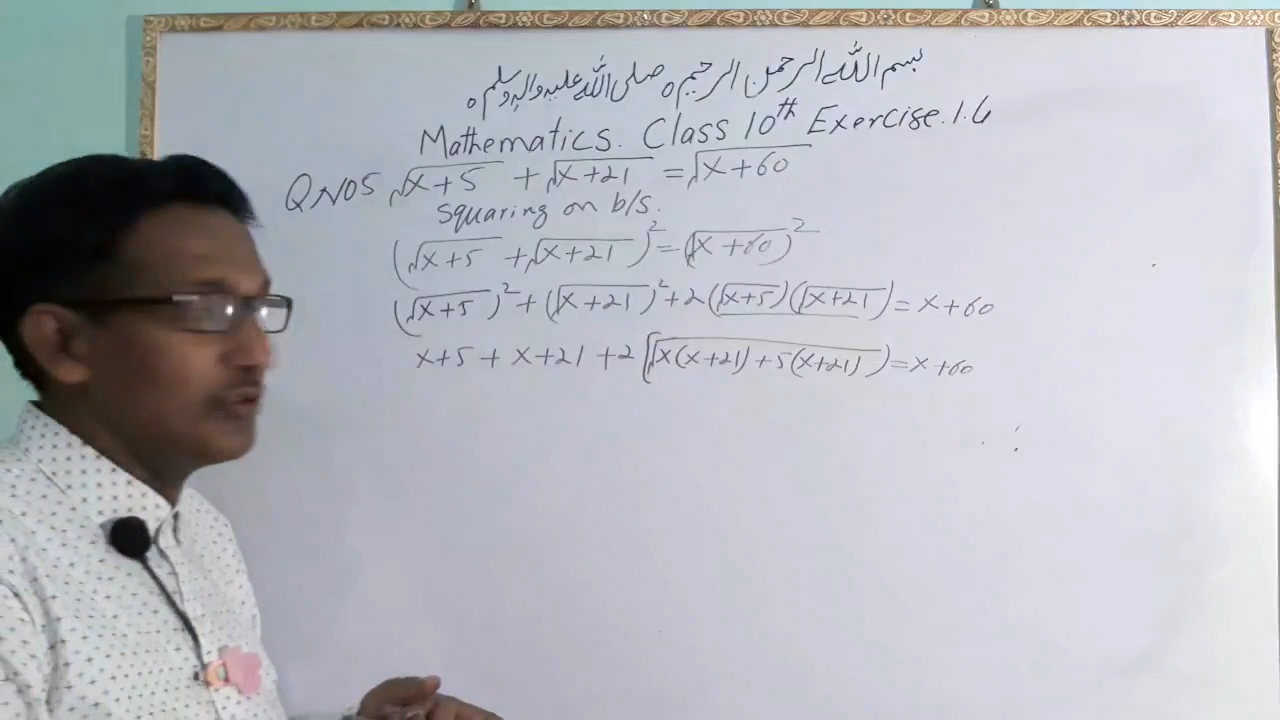 بسم اللہ الرحمن الرحیم ہ صلی اللہ علیہ والہ وسلم ہ
Mathematics. Class 10th Exercise.1.6
QN05 √x+5 + √x+21 = √x+60
Squaring on b/s.
(√x+5 + √x+21)² = (√x+60)²
(√x+5)² + (√x+21)² + 2(√x+5)(√x+21) = x+60
x+5 + x+21 + 2(√x(x+21)+5(x+21)) = x+60